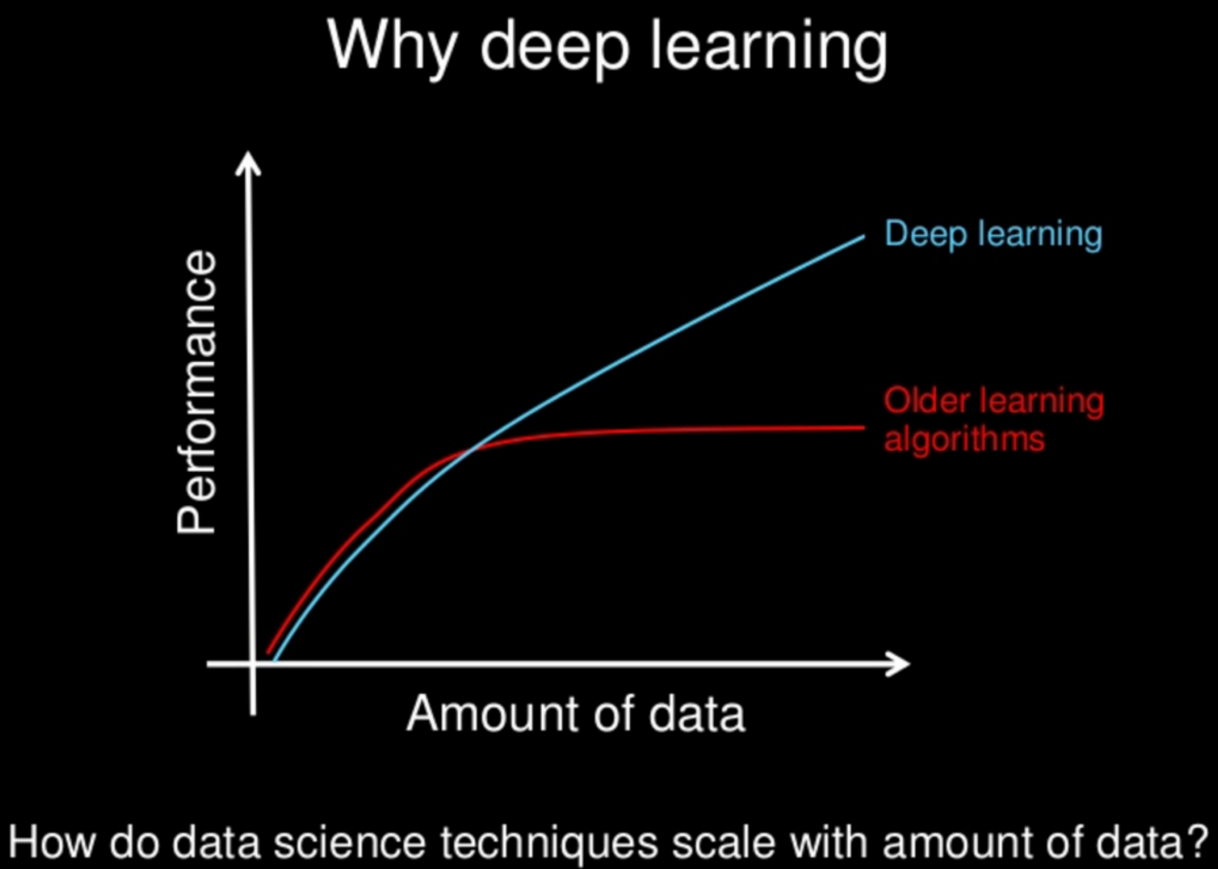 Why deep learning
Performance
Deep learning
Older learning
algorithms
Amount of data
How do data science techniques scale with amount of data?